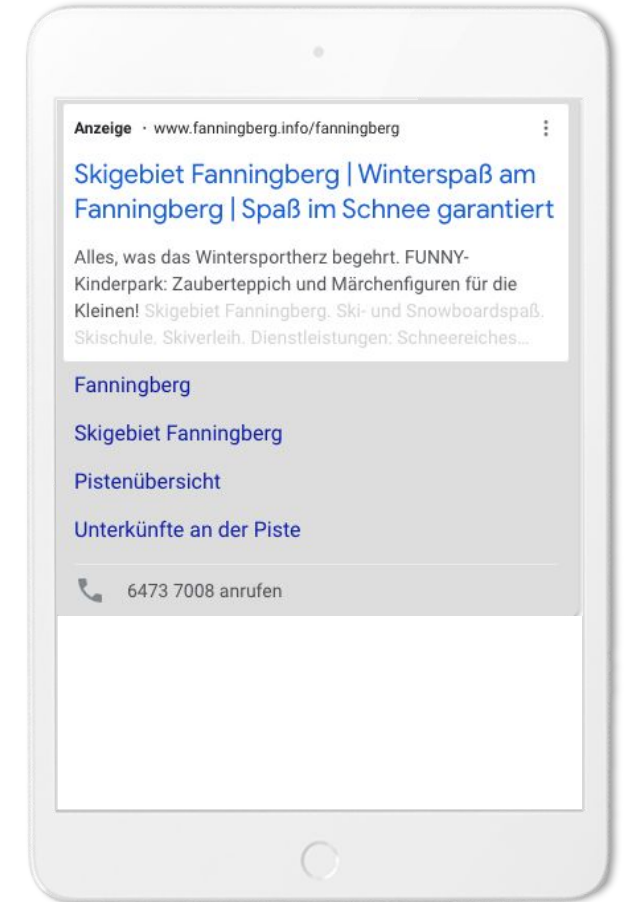 Anzeige · www.fanningberg.info/fanningberg
Skigebiet Fanningberg | Winterspaß am
Fanningberg | Spaß im Schnee garantiert
Alles, was das Wintersportherz begehrt. FUNNY-
Kinderpark: Zauberteppich und Märchenfiguren für die
Kleinen! Skigebiet Fanningberg. Ski- und Snowboardspaß.
Skischule. Skiverleih. Dienstleistungen: Schneereiches...
Fanningberg
Skigebiet Fanningberg
Pistenübersicht
Unterkünfte an der Piste
6473 7008 anrufen